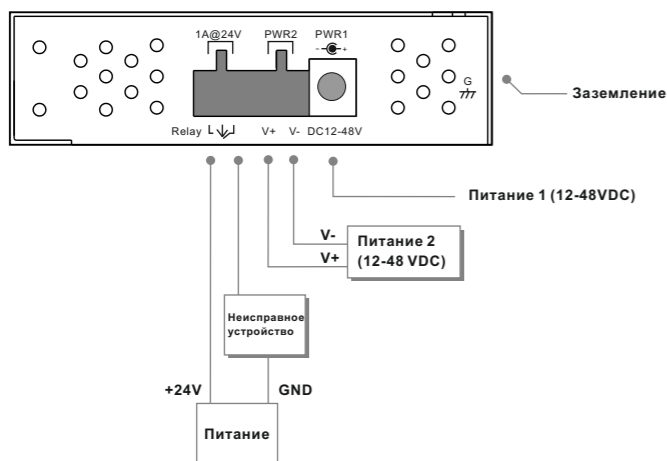 1A@24V PWR2 PWR1
- +
G
Заземление
Relay V+ V- DC12-48V
Питание 1 (12-48VDC)
V-
V+
Питание 2
(12-48 VDC)
Неисправное
устройство
+24V GND
Питание